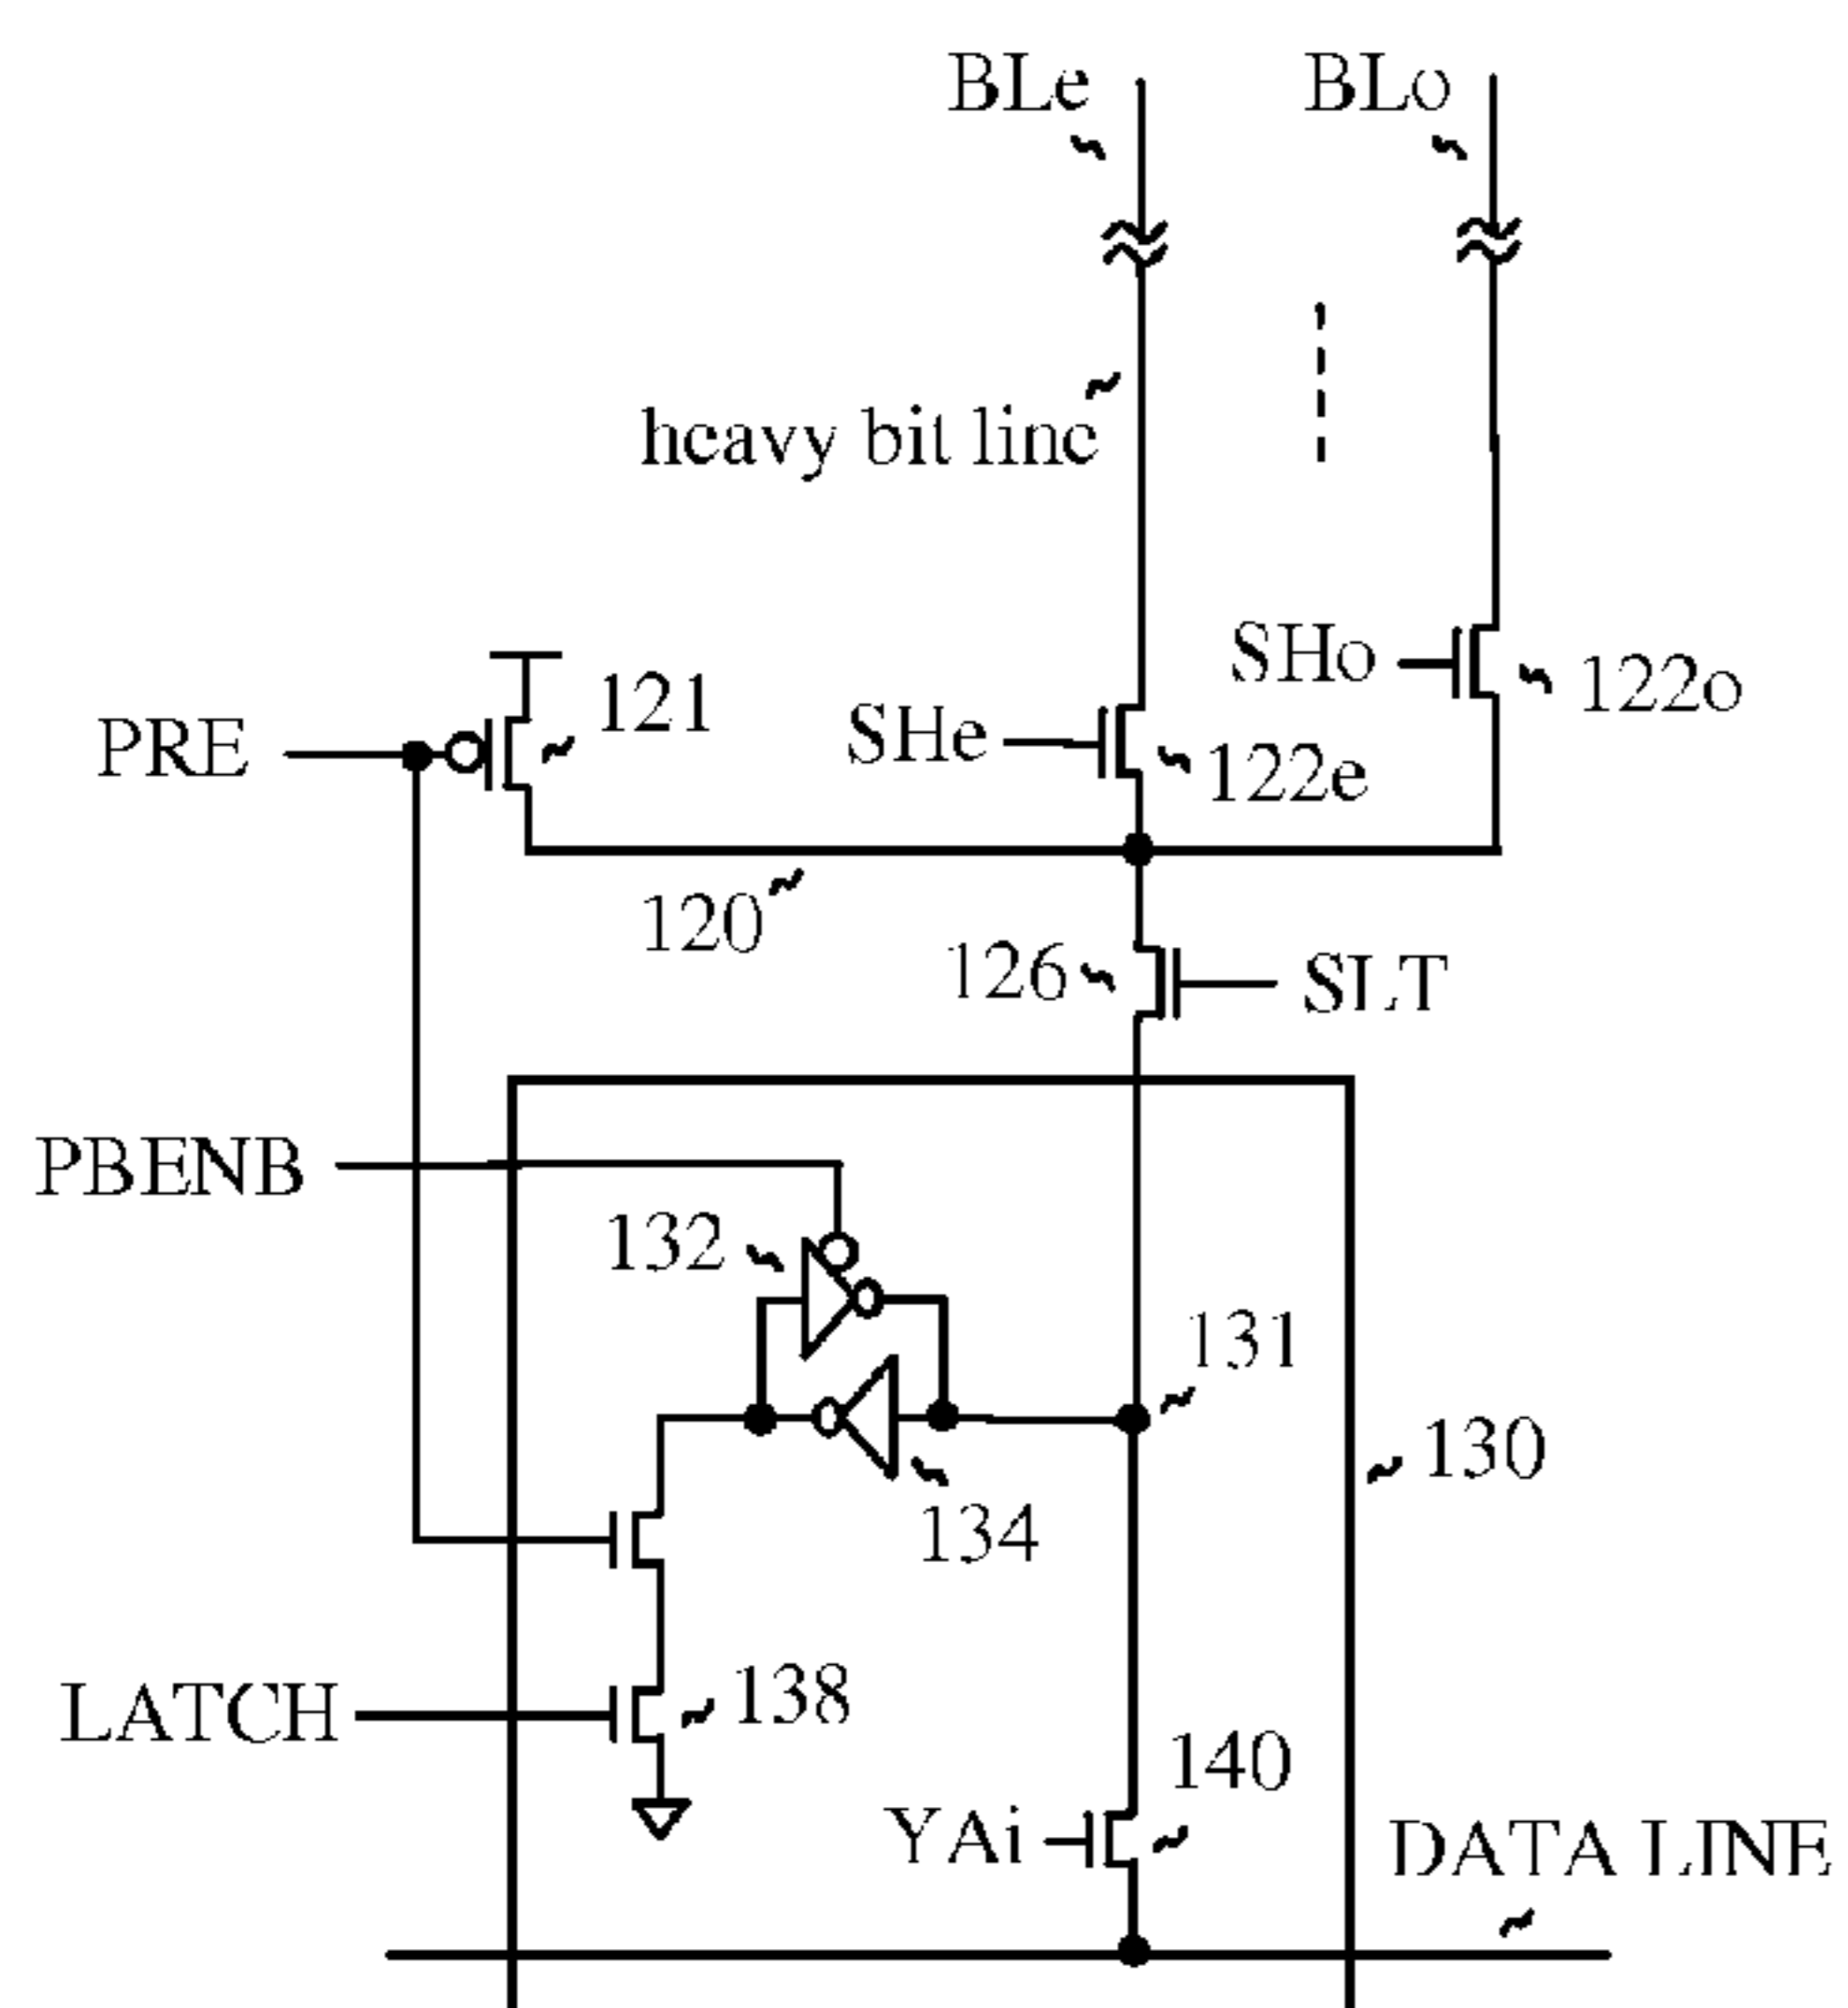 BLe
BLo
heavy bit line
SHo
122o
121
PRE
SHe
122e
120
126
SLT
PBENB
132
131
130
134
138
LATCH
140
YAi
DATA LINE